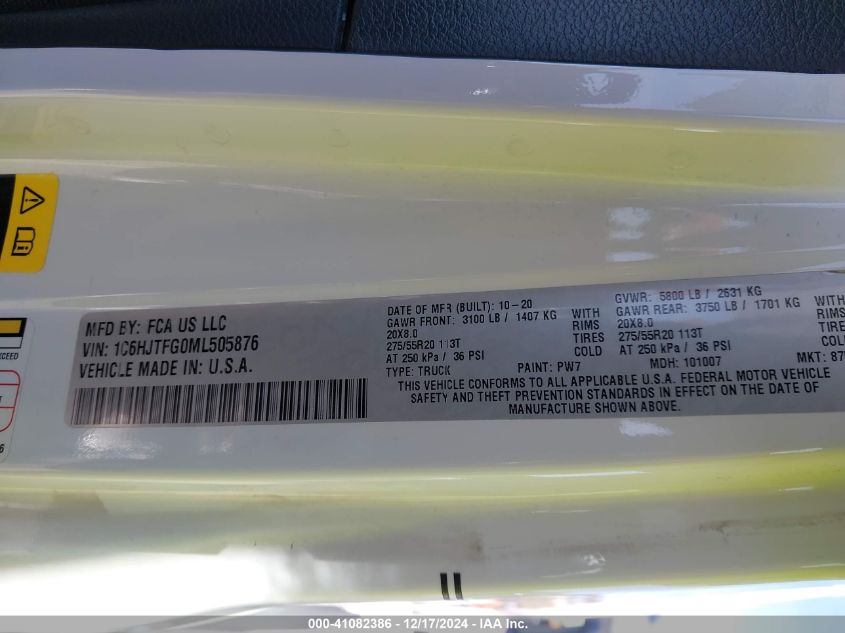 MFD BY: FCA US LLC
VIN: 1C6HJTFG0ML505876
VEHICLE MADE IN: U.S.A.
DATE OF MFR (BUILT): 10-20
GAWR FRONT: 3100 LB / 1407 KG WITH
20X8.0 RIMS
275/55R20 113T TIRES
AT 250 kPa / 36 PSI COLD
TYPE: TRUCK PAINT: PW7
GVWR: 5800 LB / 2631 KG
GAWR REAR: 3750 LB / 1701 KG WITH
20X8.0 RIMS
275/55R20 113T TIRES
AT 250 kPa / 36 PSI COLD
MDH: 101007 MKT:
THIS VEHICLE CONFORMS TO ALL APPLICABLE U.S.A. FEDERAL MOTOR VEHICLE
SAFETY AND THEFT PREVENTION STANDARDS IN EFFECT ON THE DATE OF
MANUFACTURE SHOWN ABOVE.
EXCEED
000-41082386 - 12/17/2024 - IAA Inc.